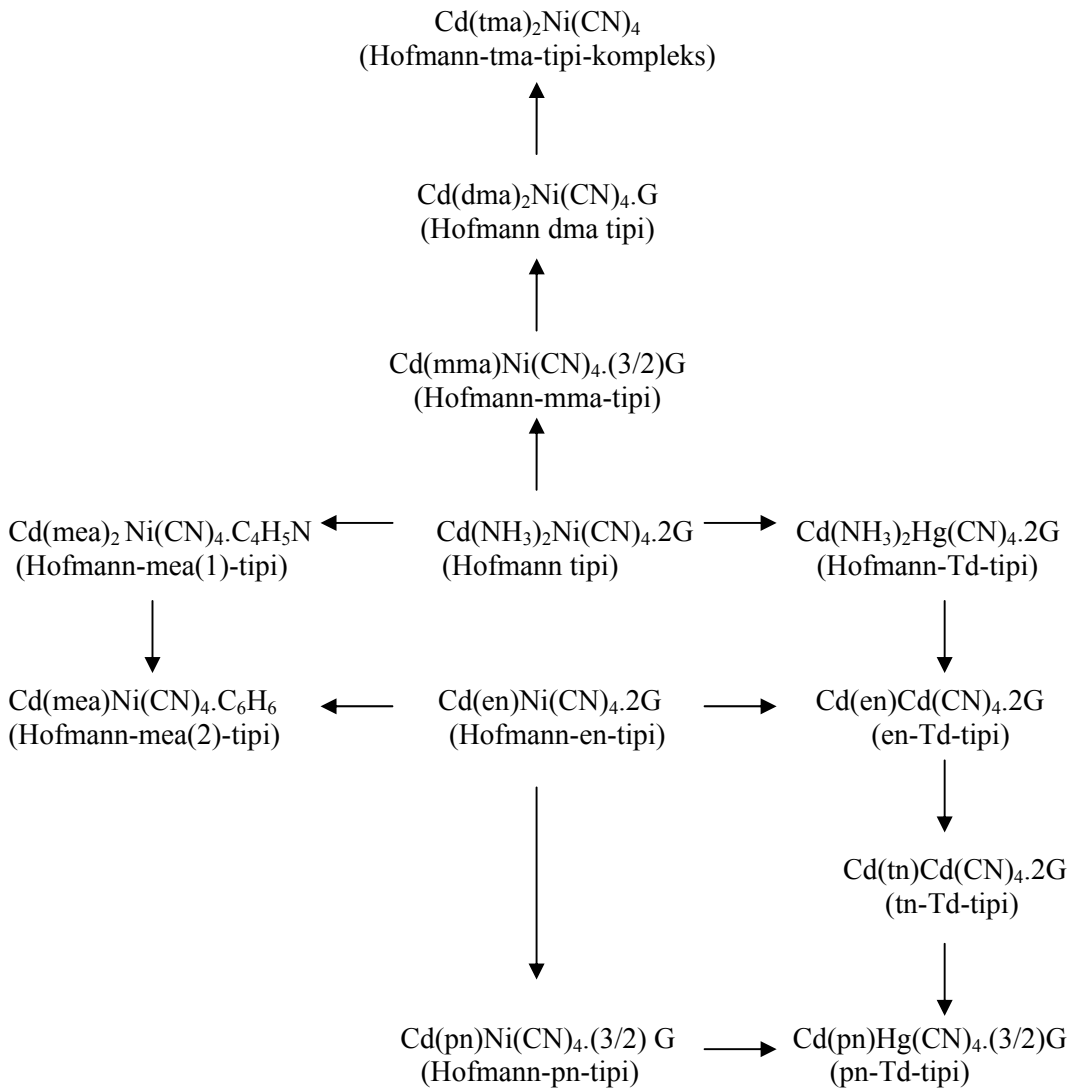 Cd(tma)₂Ni(CN)₄
(Hofmann-tma-tipi-kompleks)
Cd(dma)₂Ni(CN)₄.G
(Hofmann dma tipi)
Cd(mma)Ni(CN)₄.(3/2)G
(Hofmann-mma-tipi)
Cd(mea)₂ Ni(CN)₄.C₄H₅N
(Hofmann-mea(1)-tipi)
Cd(NH₃)₂Ni(CN)₄.2G
(Hofmann tipi)
Cd(NH₃)₂Hg(CN)₄.2G
(Hofmann-Td-tipi)
Cd(mea)Ni(CN)₄.C₆H₆
(Hofmann-mea(2)-tipi)
Cd(en)Ni(CN)₄.2G
(Hofmann-en-tipi)
Cd(en)Cd(CN)₄.2G
(en-Td-tipi)
Cd(tn)Cd(CN)₄.2G
(tn-Td-tipi)
Cd(pn)Ni(CN)₄.(3/2) G
(Hofmann-pn-tipi)
Cd(pn)Hg(CN)₄.(3/2)G
(pn-Td-tipi)